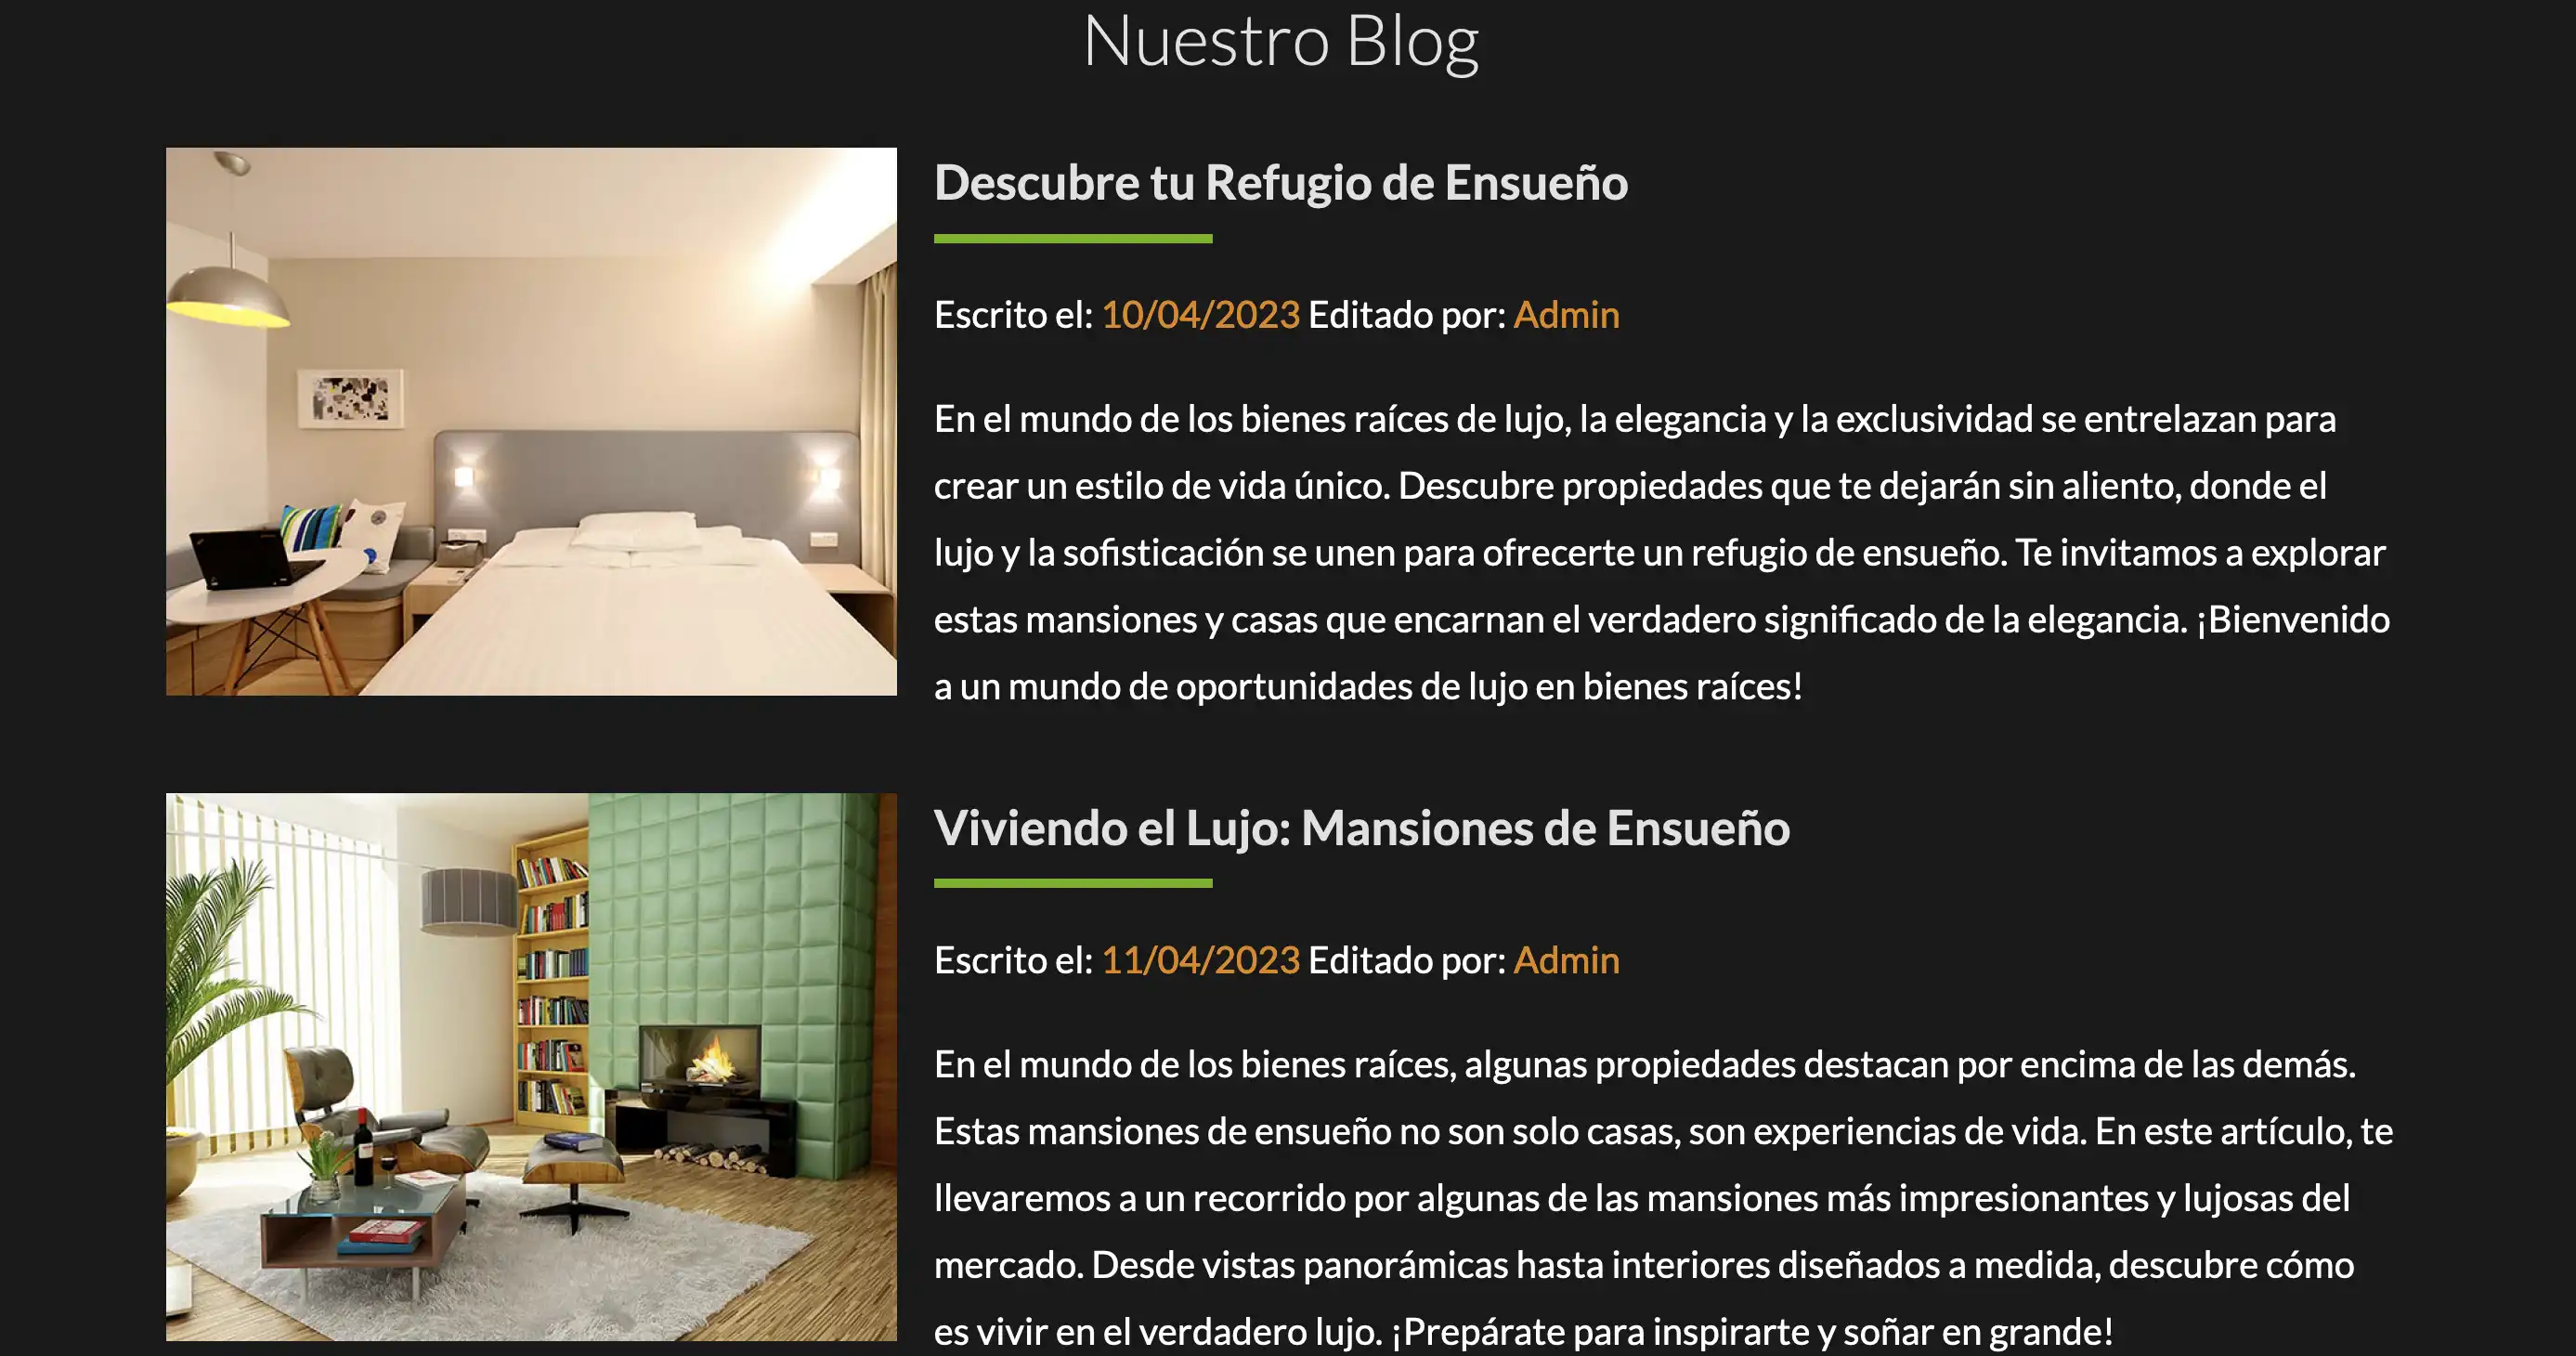 Nuestro Blog
Descubre tu Refugio de Ensueño
Escrito el: 10/04/2023 Editado por: Admin
En el mundo de los bienes raíces de lujo, la elegancia y la exclusividad se entrelazan para
crear un estilo de vida único. Descubre propiedades que te dejarán sin aliento, donde el
lujo y la sofisticación se unen para ofrecerte un refugio de ensueño. Te invitamos a explorar
estas mansiones y casas que encarnan el verdadero significado de la elegancia. ¡Bienvenido
a un mundo de oportunidades de lujo en bienes raíces!
Viviendo el Lujo: Mansiones de Ensueño
Escrito el: 11/04/2023 Editado por: Admin
En el mundo de los bienes raíces, algunas propiedades destacan por encima de las demás.
Estas mansiones de ensueño no son solo casas, son experiencias de vida. En este artículo, te
llevaremos a un recorrido por algunas de las mansiones más impresionantes y lujosas del
mercado. Desde vistas panorámicas hasta interiores diseñados a medida, descubre cómo
es vivir en el verdadero lujo. ¡Prepárate para inspirarte y soñar en grande!